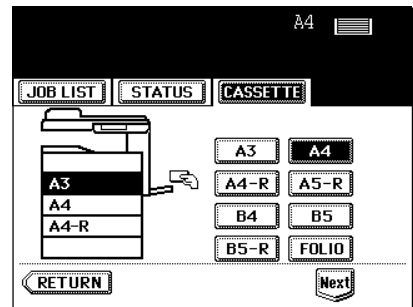 A4
JOB LIST STATUS CASSETTE
A3 A4
A3
A4-R A5-R
A4
B4 B5
A4-R
B5-R FOLIO
RETURN Next